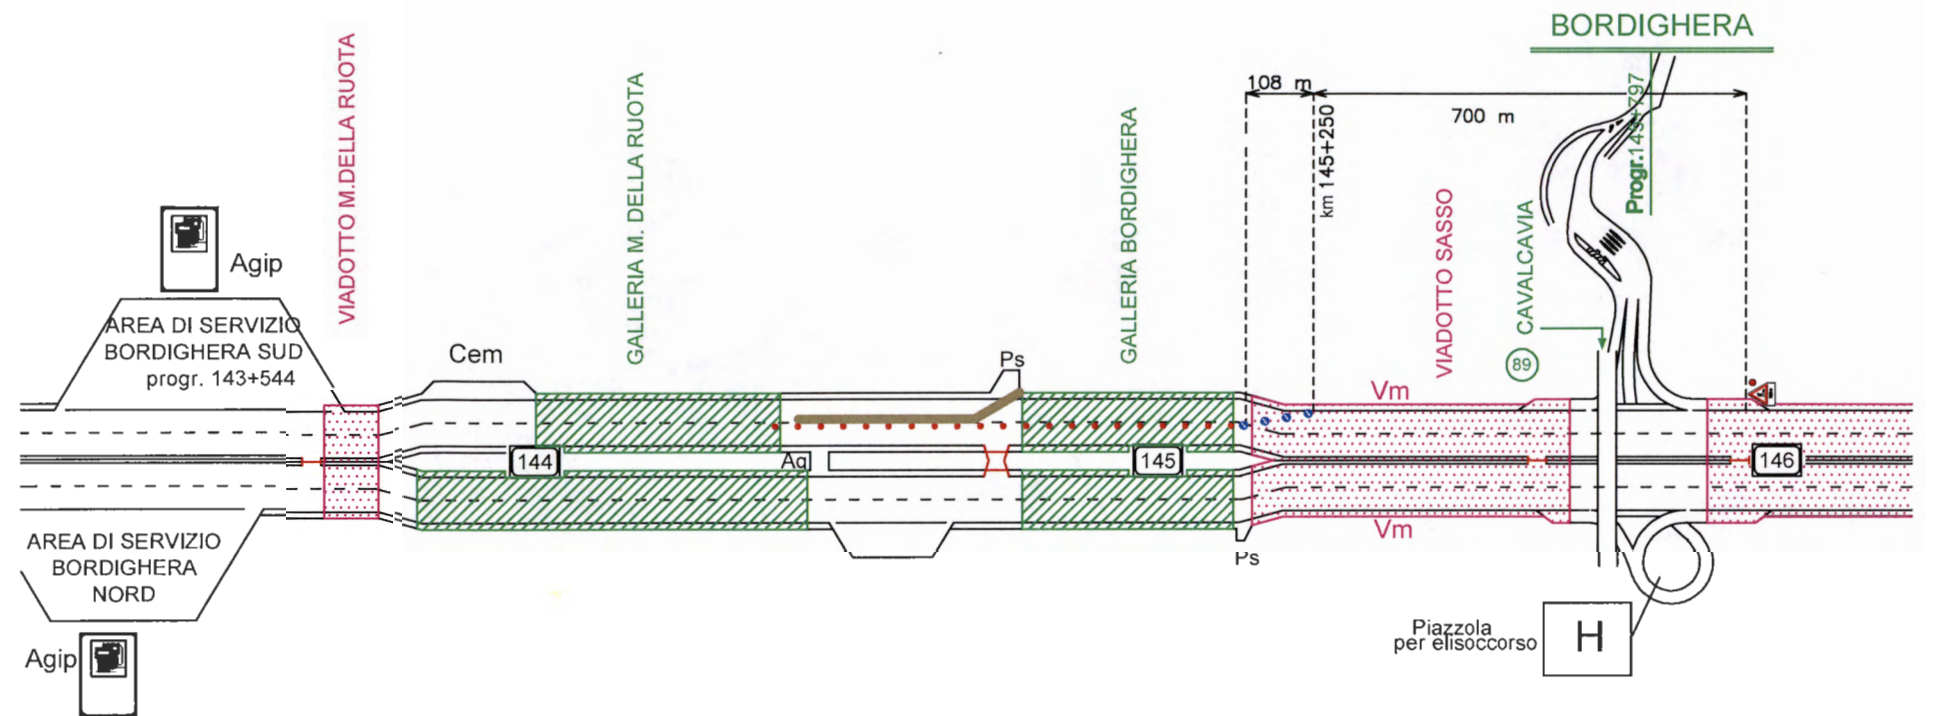 BORDIGHERA
108 m
700 m
km 145+250
Progr.145+797
VIADOTTO M.DELLA RUOTA
GALLERIA M. DELLA RUOTA
GALLERIA BORDIGHERA
VIADOTTO SASSO
CAVALCAVIA
89
Agip
AREA DI SERVIZIO
BORDIGHERA SUD
progr. 143+544
Cem
Ps
Vm
144
Aq
145
146
Vm
Ps
AREA DI SERVIZIO
BORDIGHERA
NORD
Agip
Piazzola
per elisoccorso
H